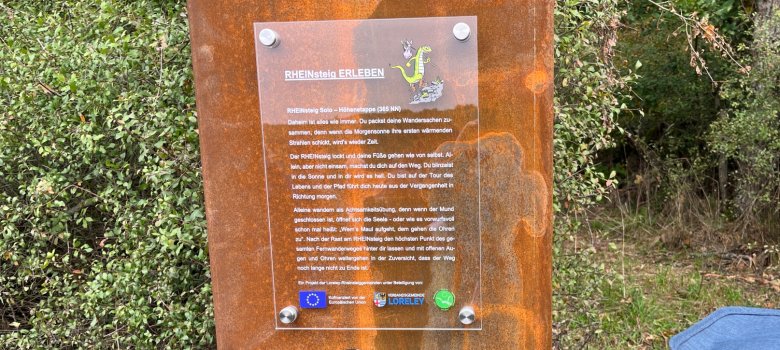 RHEINsteig ERLEBEN
RHEINsteig Solo – Höhenetappe (365 NN)
Daheim ist alles wie immer. Du packst deine Wandersachen zu-
sammen, denn wenn die Morgensonne ihre ersten wärmenden
Strahlen schickt, wird's wieder Zeit.
Der RHEINsteig lockt und deine Füße gehen wie von selbst. Al-
lein, aber nicht einsam, machst du dich auf den Weg. Du blinzelst
in die Sonne und in dir wird es hell. Du bist auf der Tour des
Lebens und der Pfad führt dich heute aus der Vergangenheit in
Richtung morgen.
Alleine wandern als Achtsamkeitsübung, denn wenn der Mund
geschlossen ist, öffnet sich die Seele - oder wie es vorwurfsvoll
schon mal heißt: „Wem's Maul aufgeht, dem gehen die Ohren
zu". Nach der Rast am RHEINsteig den höchsten Punkt des ge-
samten Fernwanderweges hinter dir lassen und mit offenen Au-
gen und Ohren weitergehen in der Zuversicht, dass der Weg
noch lange nicht zu Ende ist.
Ein Projekt der Loreley-Rheinsteiggemeinden unter Beteiligung von:
Kofinanziert von der
Europäischen Union
VERBANDSGEMEINDE
LORELEY